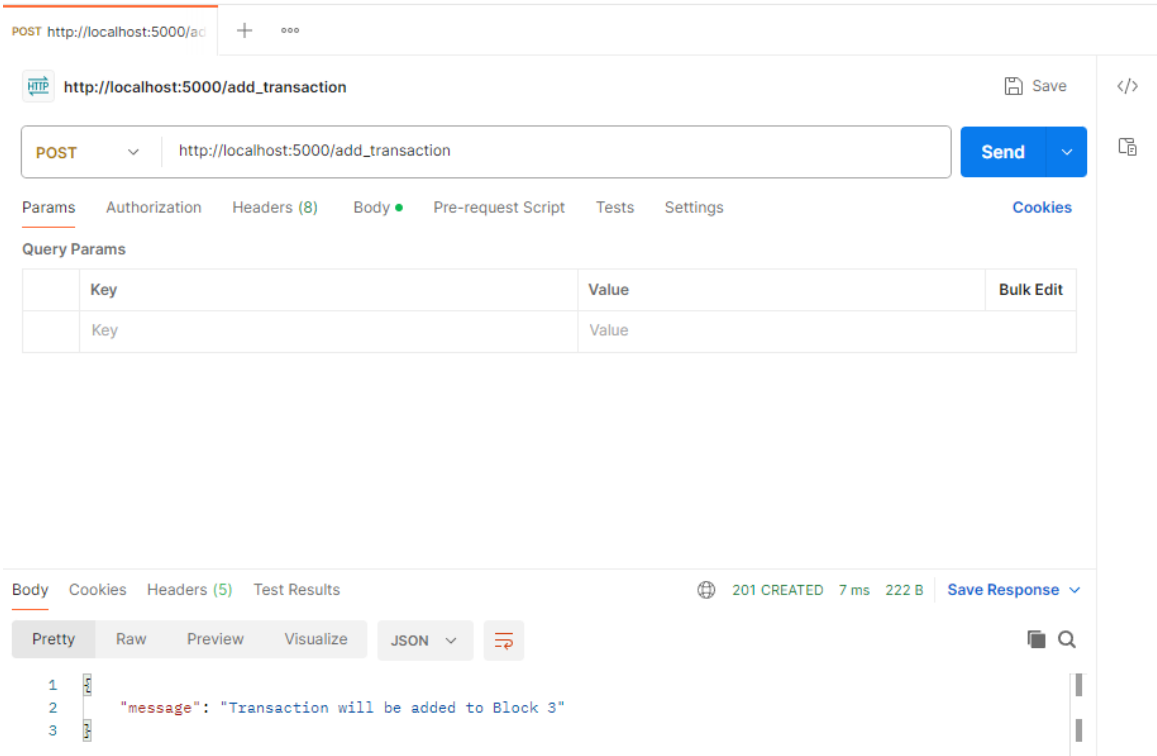 POST http://localhost:5000/ad
HTTP http://localhost:5000/add_transaction Save </>
POST http://localhost:5000/add_transaction Send
Params Authorization Headers (8) Body Pre-request Script Tests Settings Cookies
Query Params
Key Value Bulk Edit
Key Value
Body Cookies Headers (5) Test Results 201 CREATED 7 ms 222 B Save Response
Pretty Raw Preview Visualize JSON
1 {
2 "message": "Transaction will be added to Block 3"
3 }